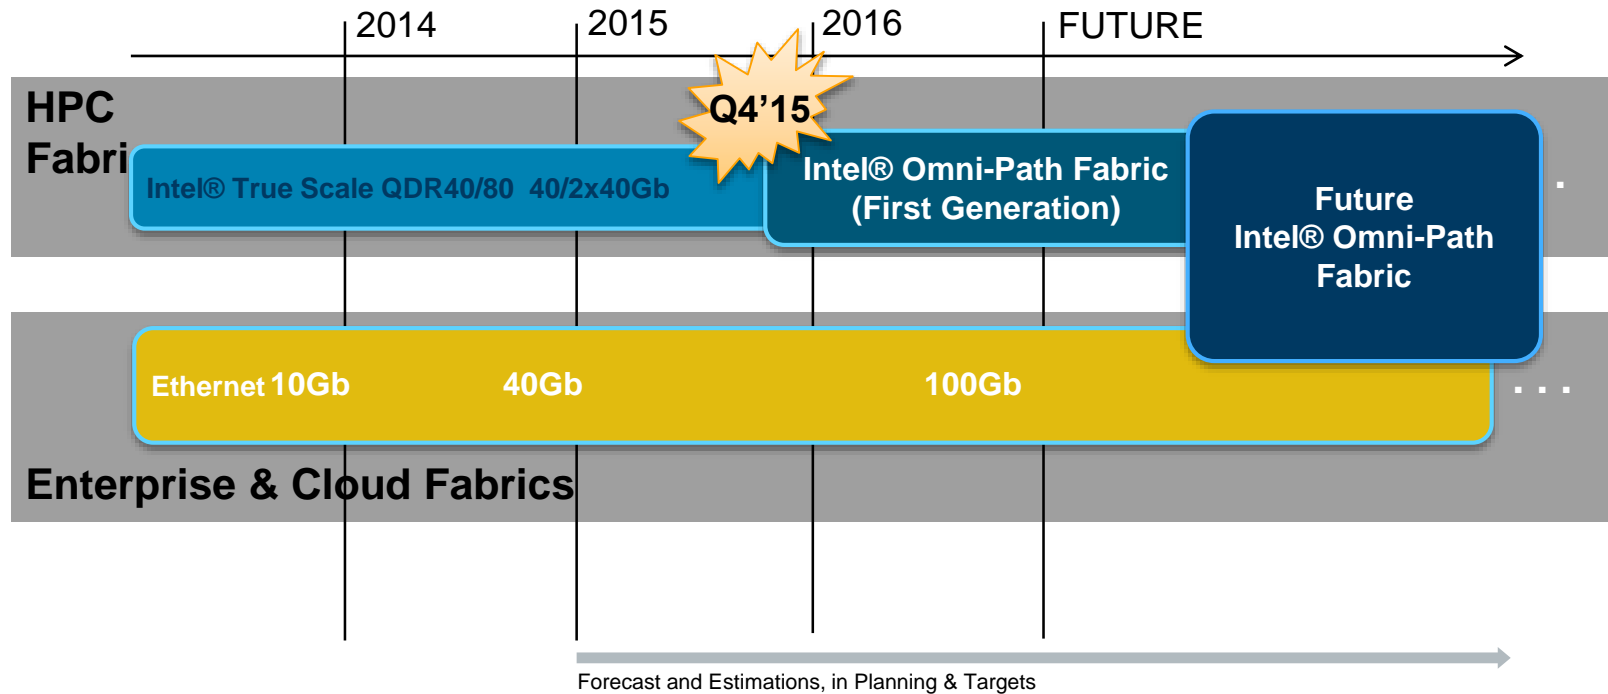 2014
2015
2016
FUTURE
HPC
Fabri
Q4’15
Intel® True Scale QDR40/80 40/2x40Gb
Intel® Omni-Path Fabric
(First Generation)
Future
Intel® Omni-Path
Fabric
.
Ethernet 10Gb
40Gb
100Gb
. . .
Enterprise & Cloud Fabrics
Forecast and Estimations, in Planning & Targets